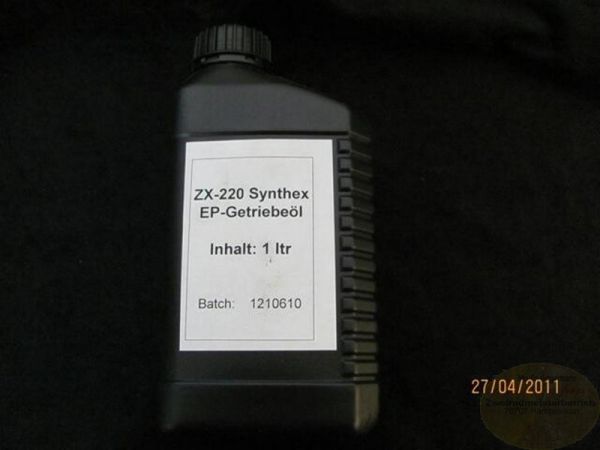 ZX-220 Synthex
EP-Getriebeöl
Inhalt: 1 ltr
Batch: 1210610
27/04/2011